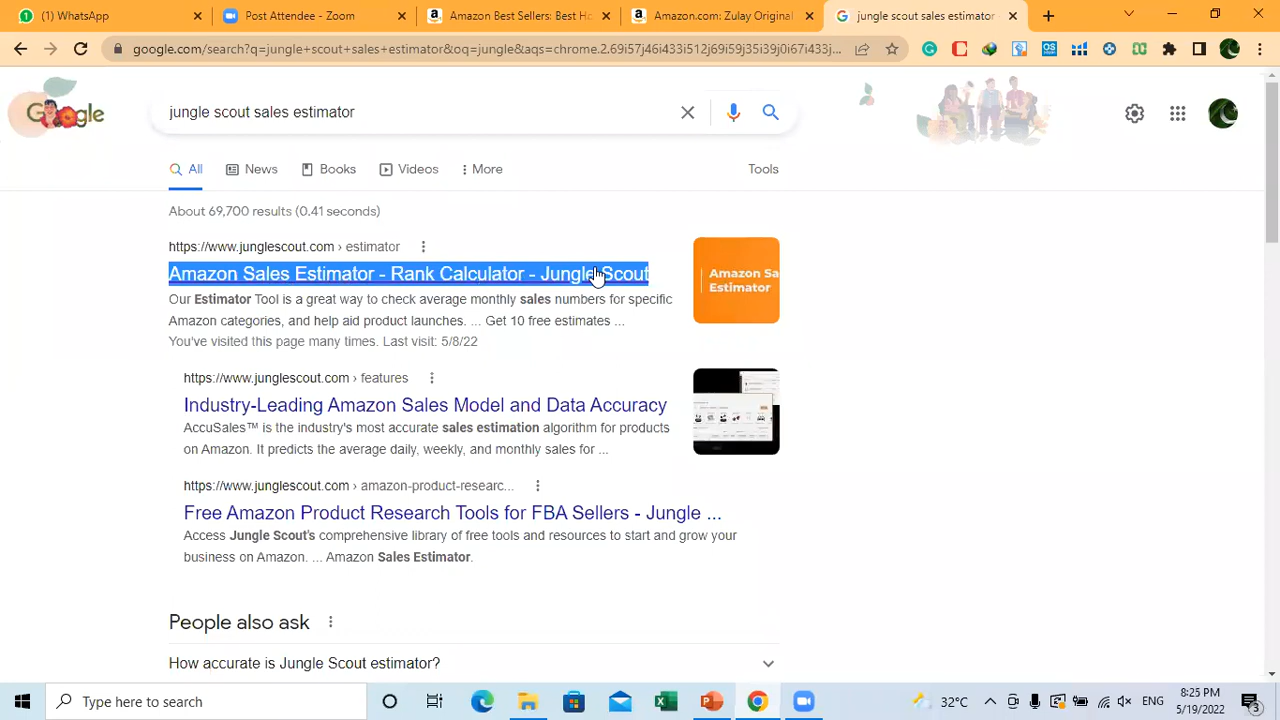 (1) WhatsApp
Post Attendee - Zoom
Amazon Best Sellers: Best Ho
Amazon.com: Zulay Original
jungle scout sales estimator
google.com/search?q=jungle+scout+sales+estimator&oq=jungle&aqs=chrome.2.69i57j46i433i512j69i59j35i39j0i67i433j...
Google
jungle scout sales estimator
All
News
Books
Videos
More
Tools
About 69,700 results (0.41 seconds)
https://www.junglescout.com › estimator
Amazon Sales Estimator - Rank Calculator - Jungle Scout
Our Estimator Tool is a great way to check average monthly sales numbers for specific
Amazon categories, and help aid product launches. ... Get 10 free estimates ...
You've visited this page many times. Last visit: 5/8/22
Amazon Sa
Estimator
https://www.junglescout.com › features
Industry-Leading Amazon Sales Model and Data Accuracy
AccuSales™ is the industry's most accurate sales estimation algorithm for products
on Amazon. It predicts the average daily, weekly, and monthly sales for ...
https://www.junglescout.com › amazon-product-researc...
Free Amazon Product Research Tools for FBA Sellers - Jungle ...
Access Jungle Scout's comprehensive library of free tools and resources to start and grow your
business on Amazon. ... Amazon Sales Estimator.
People also ask
How accurate is Jungle Scout estimator?
Type here to search
32°C
ENG
8:25 PM
5/19/2022
3